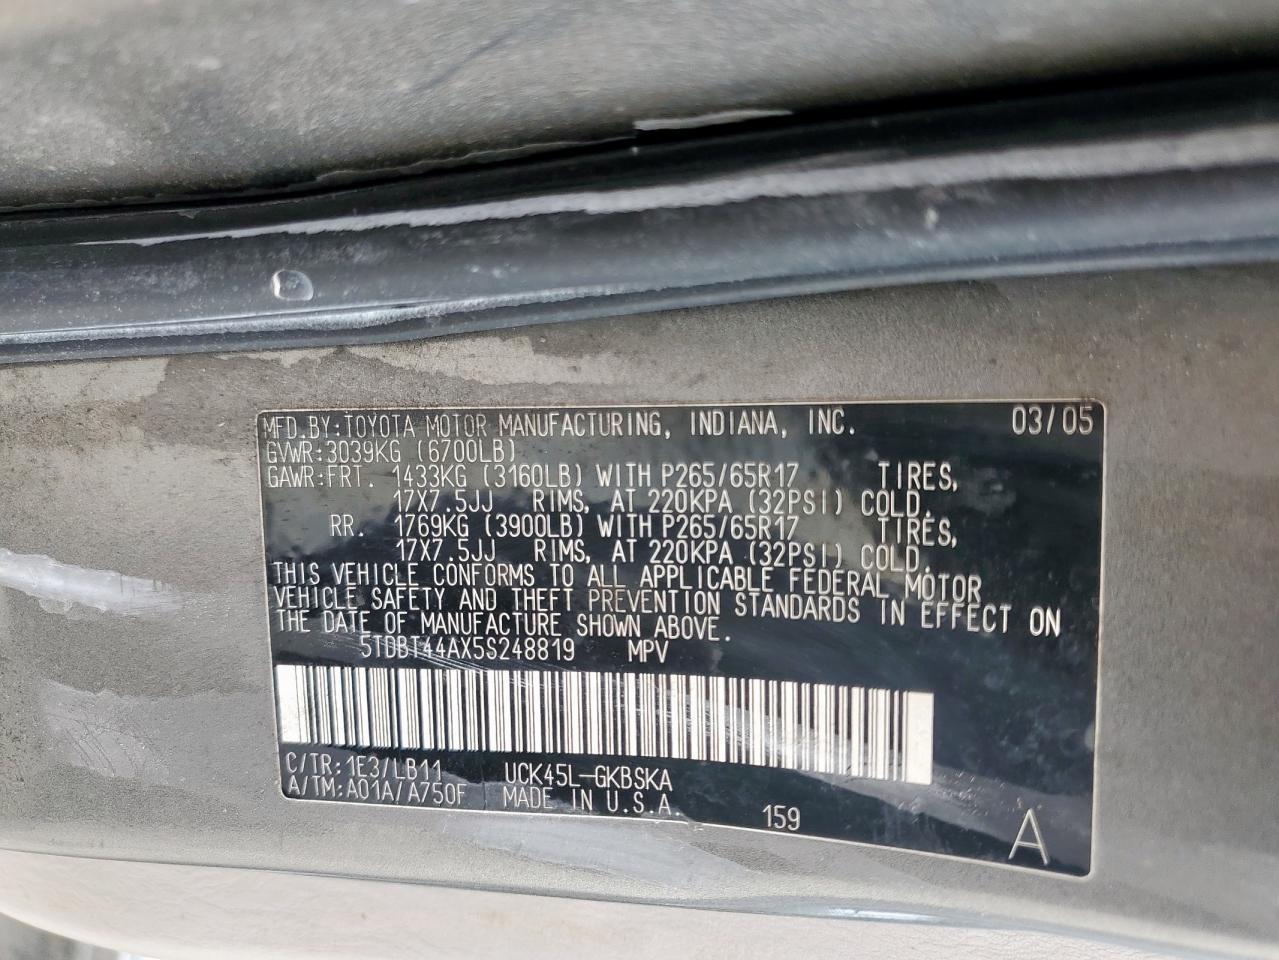 MFD.BY:TOYOTA MOTOR MANUFACTURING, INDIANA, INC. 03/05
GVWR:3039KG (6700LB)
GAWR:FRT. 1433KG (3160LB) WITH P265/65R17 TIRES,
17X7.5JJ RIMS, AT 220KPA (32PSI) COLD.
RR. 1769KG (3900LB) WITH P265/65R17 TIRES,
17X7.5JJ RIMS, AT 220KPA (32PSI) COLD.
THIS VEHICLE CONFORMS TO ALL APPLICABLE FEDERAL MOTOR
VEHICLE SAFETY AND THEFT PREVENTION STANDARDS IN EFFECT ON
THE DATE OF MANUFACTURE SHOWN ABOVE.
5TDBT44AX5S248819 MPV
C/TR:1E3/LB11 UCK45L-GKBSKA
A/TM:A01A/A750F MADE IN U.S.A. 159 A